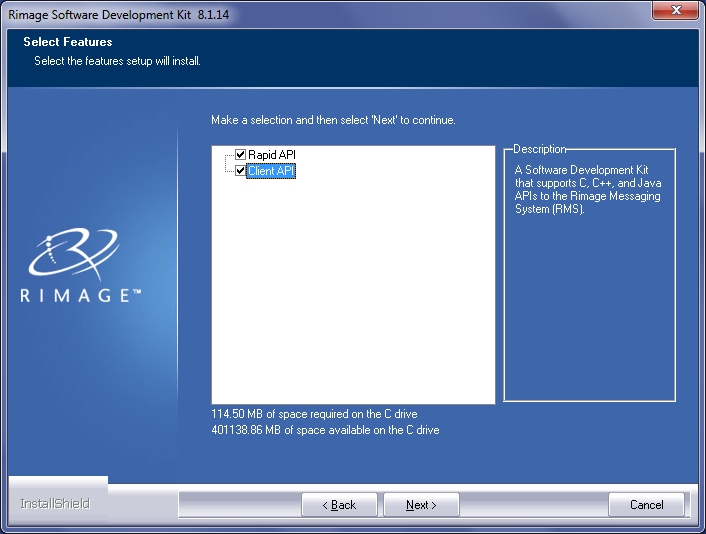 Rimage Software Development Kit 8.1.14
Select Features
Select the features setup will install.
Make a selection and then select 'Next' to continue.
Rapid API
Client API
Description
A Software Development Kit
that supports C, C++, and Java
APIs to the Rimage Messaging
System (RMS).
RIMAGE™
114.50 MB of space required on the C drive
401138.86 MB of space available on the C drive
InstallShield
< Back
Next >
Cancel